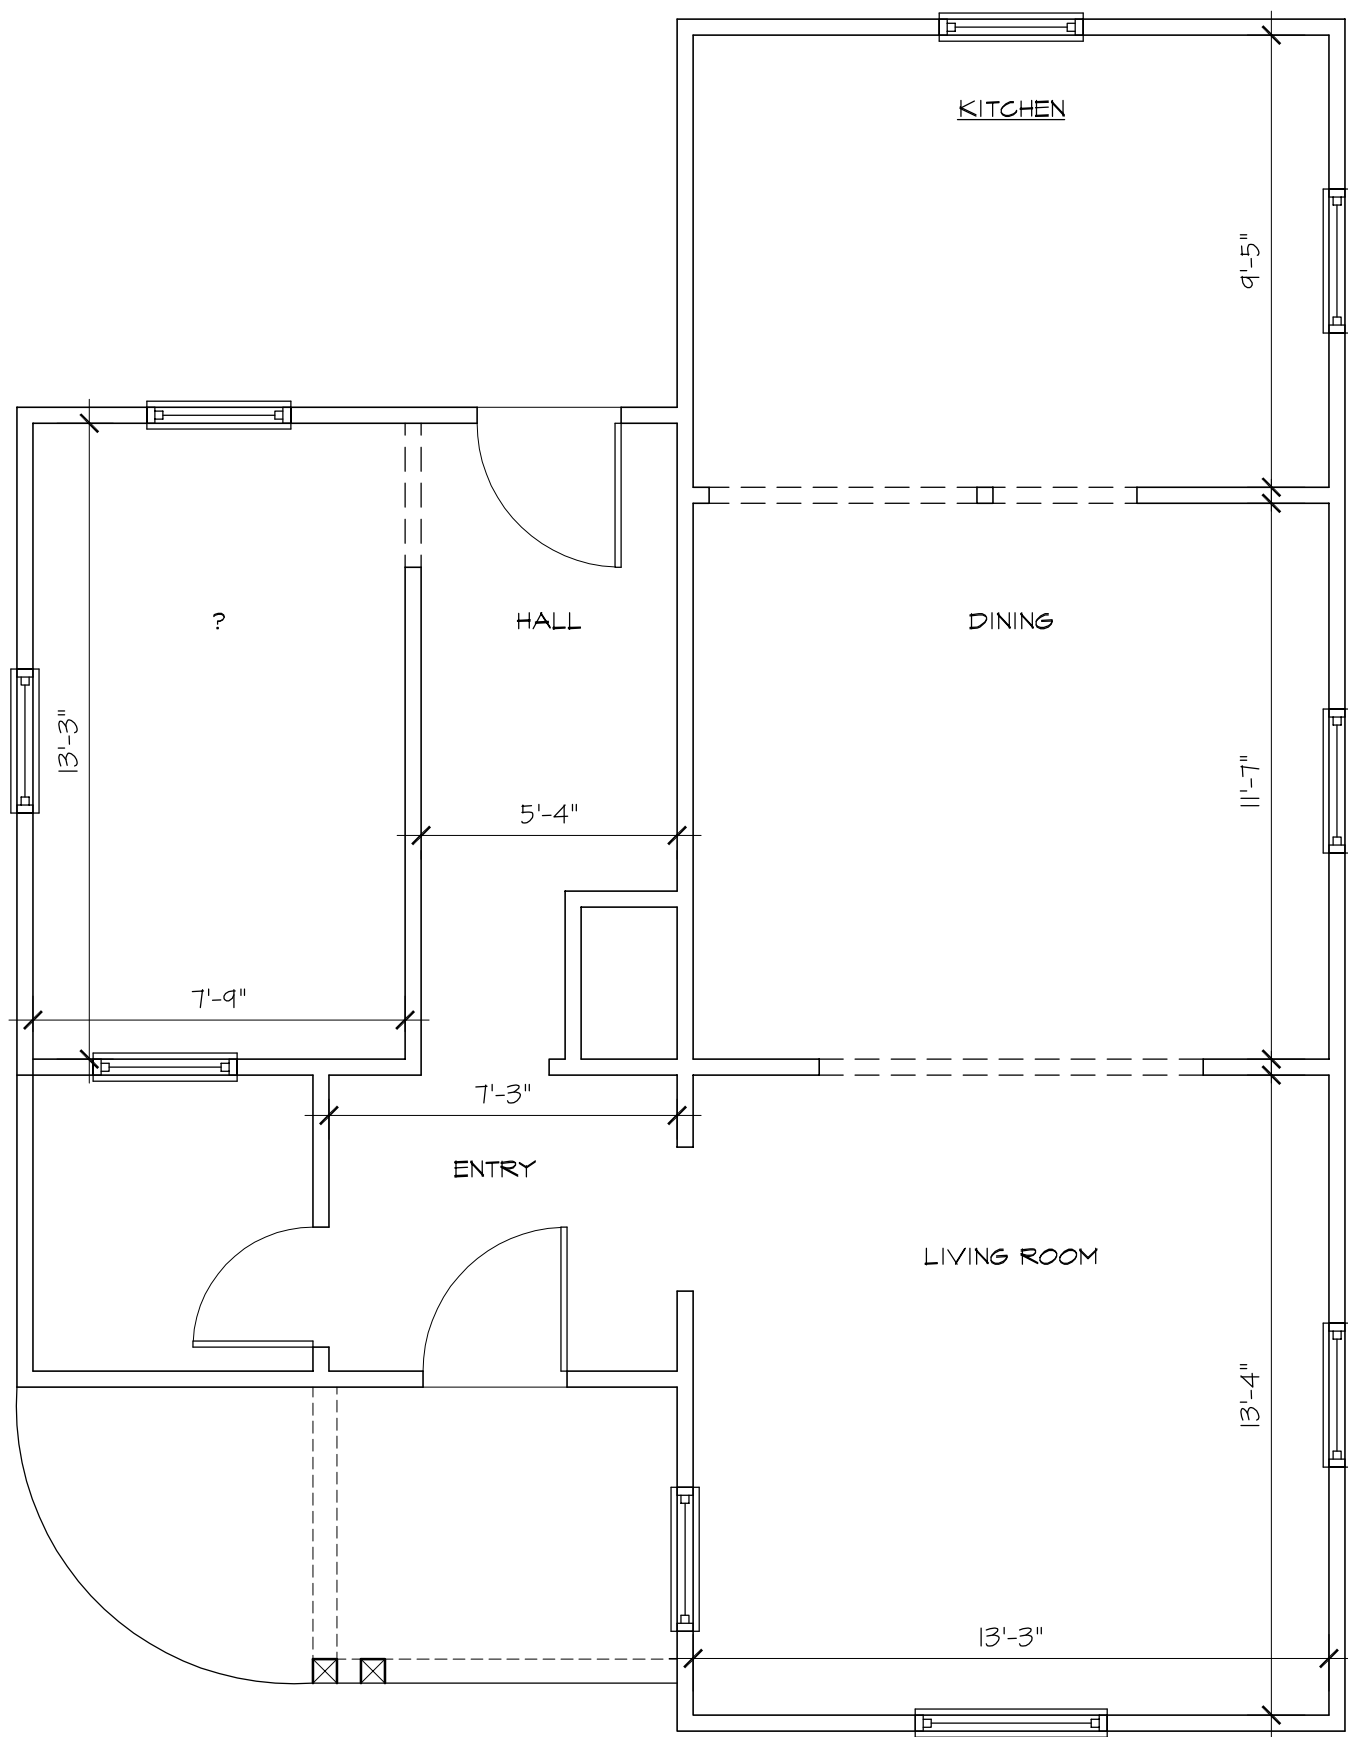 KITCHEN
9'-5"
?
HALL
DINING
13'-3"
11'-7"
5'-4"
7'-9"
7'-3"
ENTRY
LIVING ROOM
13'-4"
13'-3"